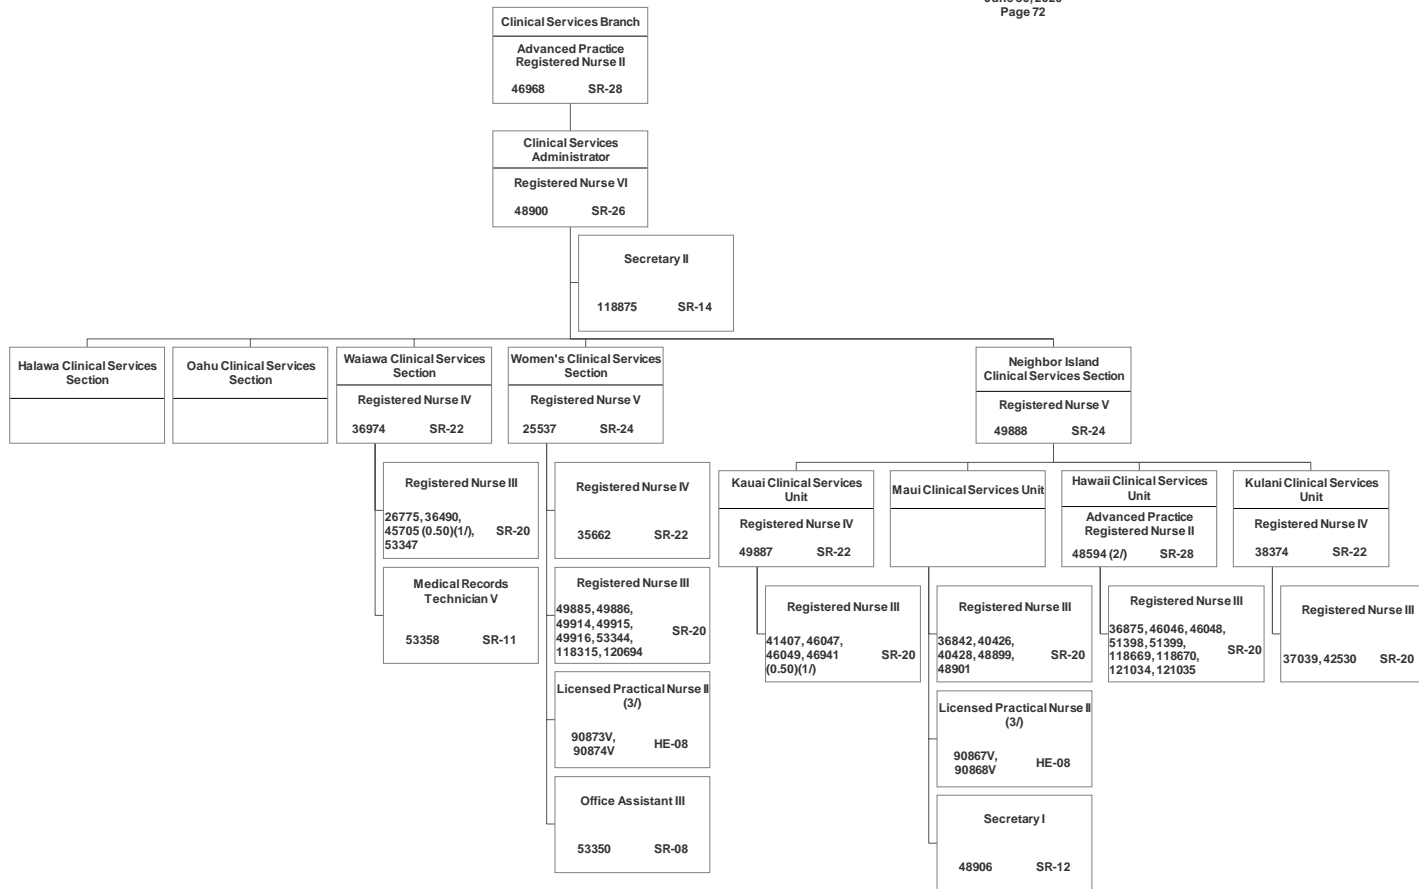 Page 72
Clinical Services Branch
Advanced Practice
Registered Nurse II
46968 SR-28
Clinical Services
Administrator
Registered Nurse VI
48900 SR-26
Secretary II
118875 SR-14
Halawa Clinical Services
Section
Oahu Clinical Services
Section
Waiawa Clinical Services
Section
Registered Nurse IV
36974 SR-22
Women's Clinical Services
Section
Registered Nurse V
25537 SR-24
Neighbor Island
Clinical Services Section
Registered Nurse V
49888 SR-24
Registered Nurse III
26775, 36490,
45705 (0.50)(1/), SR-20
53347
Medical Records
Technician V
53358 SR-11
Registered Nurse IV
35662 SR-22
Registered Nurse III
49885, 49886,
49914, 49915,
49916, 53344, SR-20
118315, 120694
Licensed Practical Nurse II
(3/)
90873V,
90874V HE-08
Office Assistant III
53350 SR-08
Kauai Clinical Services
Unit
Registered Nurse IV
49887 SR-22
Registered Nurse III
41407, 46047,
46049, 46941 SR-20
(0.50)(1/)
Maui Clinical Services Unit
Registered Nurse III
36842, 40426,
40428, 48899, SR-20
48901
Licensed Practical Nurse II
(3/)
90867V,
90868V HE-08
Secretary I
48906 SR-12
Hawaii Clinical Services
Unit
Advanced Practice
Registered Nurse II
48594 (2/) SR-28
Registered Nurse III
36875, 46046, 46048,
51398, 51399,
118669, 118670, SR-20
121034, 121035
Kulani Clinical Services
Unit
Registered Nurse IV
38374 SR-22
Registered Nurse III
37039, 42530 SR-20